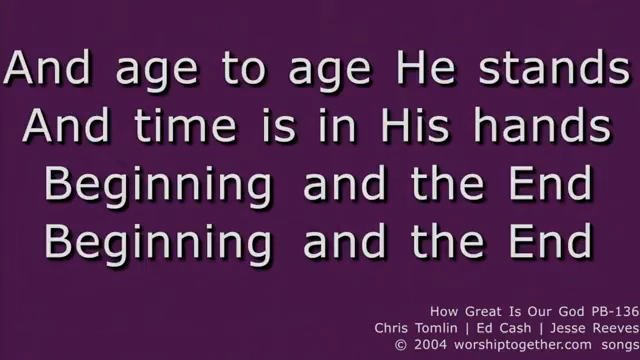 And age to age He stands
And time is in His hands
Beginning and the End
Beginning and the End
How Great Is Our God PB-136
Chris Tomlin | Ed Cash | Jesse Reeves
© 2004 worshiptogether.com songs